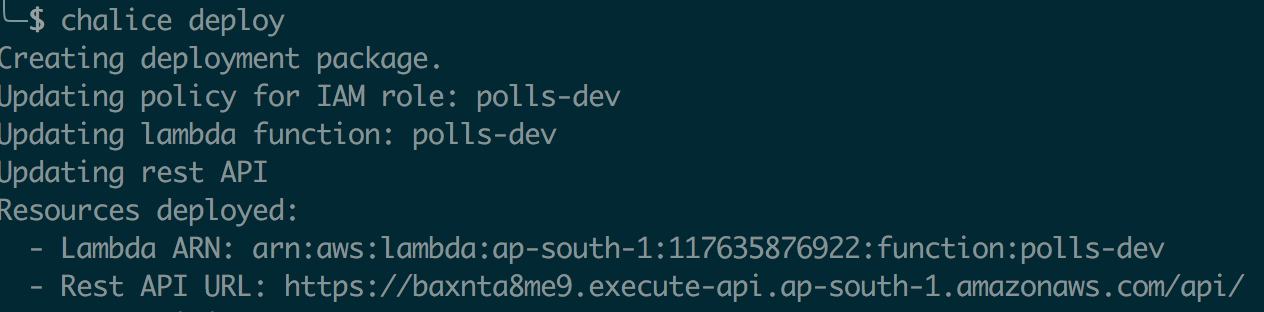 $ chalice deploy
Creating deployment package.
Updating policy for IAM role: polls-dev
Updating lambda function: polls-dev
Updating rest API
Resources deployed:
- Lambda ARN: arn:aws:lambda:ap-south-1:117635876922:function:polls-dev
- Rest API URL: https://baxnta8me9.execute-api.ap-south-1.amazonaws.com/api/